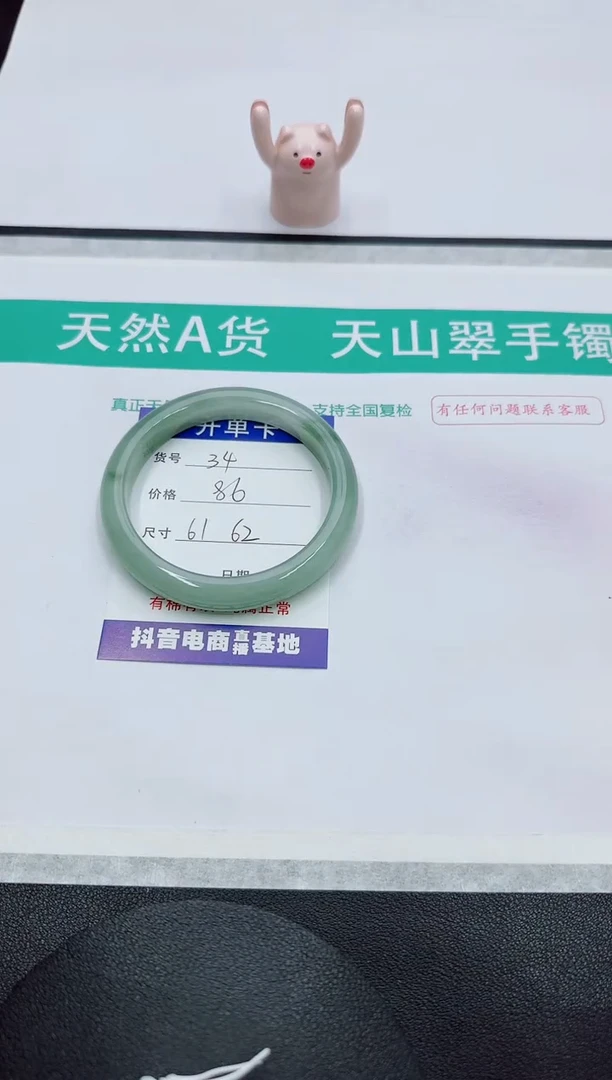 天然A货 天山翠手镯
真正天 支持全国复检
有任何问题联系客服
开单卡
货号 34
价格 86
尺寸 61 62
日期
有棉有 属正常
抖音电商直播基地